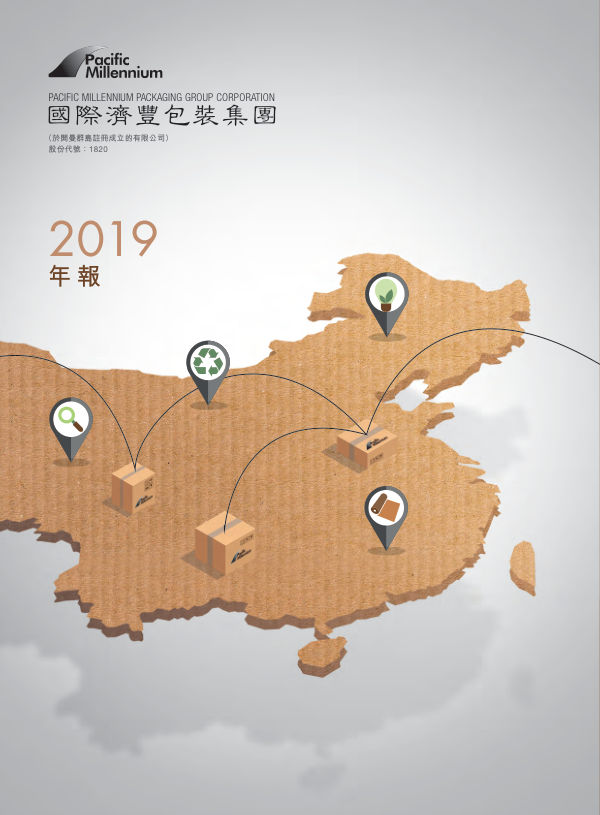 Pacific
Millennium
PACIFIC MILLENNIUM PACKAGING GROUP CORPORATION
國際濟豐包裝集團
（於開曼群島註冊成立的有限公司）
股份代號：1820
2019
年報